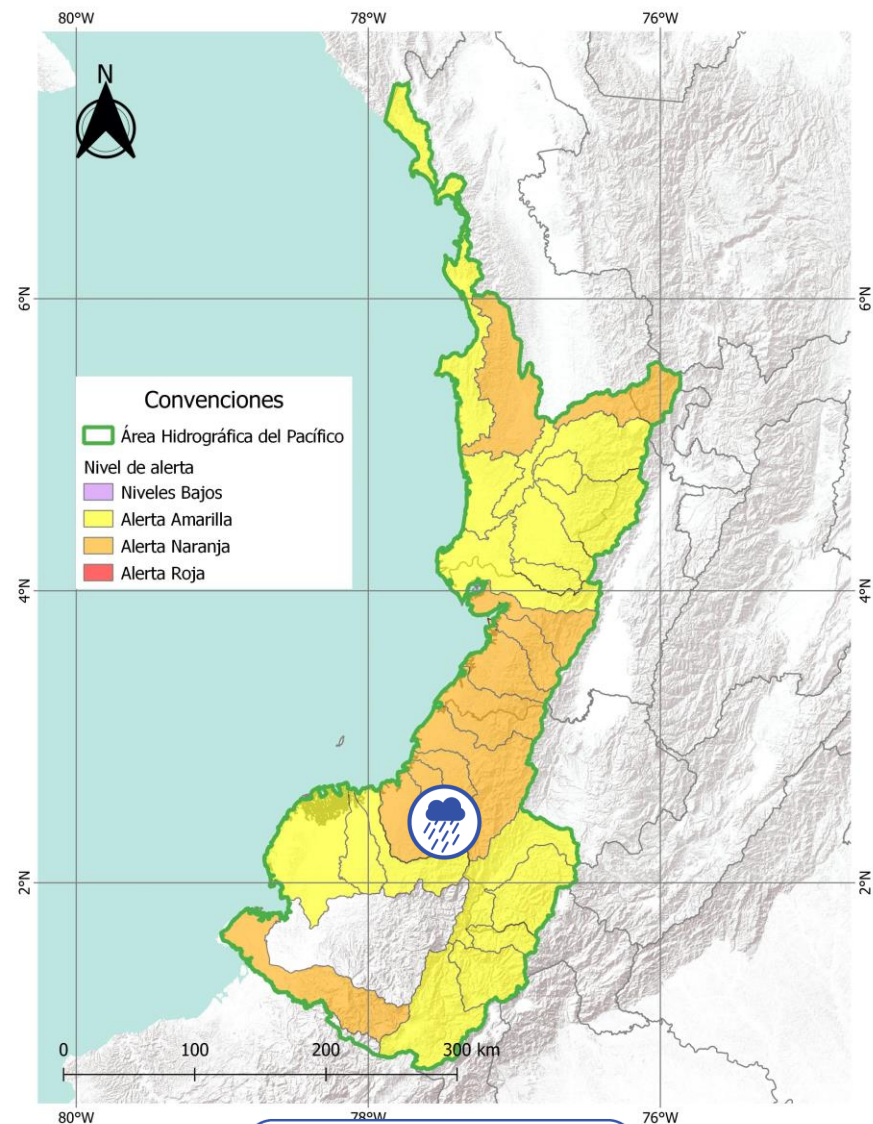 80°W 78°W 76°W
N
6°N 6°N
Convenciones
Área Hidrográfica del Pacífico
Nivel de alerta
Niveles Bajos
Alerta Amarilla
Alerta Naranja
Alerta Roja
4°N 4°N
2°N 2°N
0 100 200 300 km
80°W 78°W 76°W